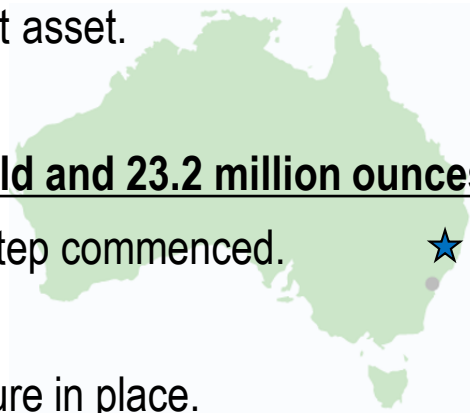 t asset.
ld and 23.2 million ounces
tep commenced.
ure in place.